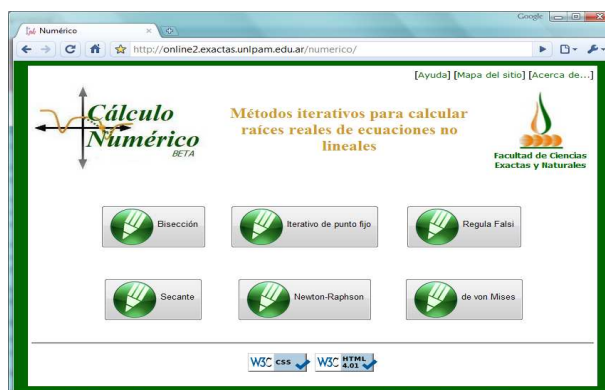 Google
Numérico
http://online2.exactas.unlpam.edu.ar/numerico/
[Ayuda] [Mapa del sitio] [Acerca de...]
Cálculo
Numérico
BETA
Métodos iterativos para calcular
raíces reales de ecuaciones no
lineales
Facultad de Ciencias
Exactas y Naturales
Bisección
Iterativo de punto fijo
Regula Falsi
Secante
Newton-Raphson
de von Mises
W3C css
W3C HTML 4.01